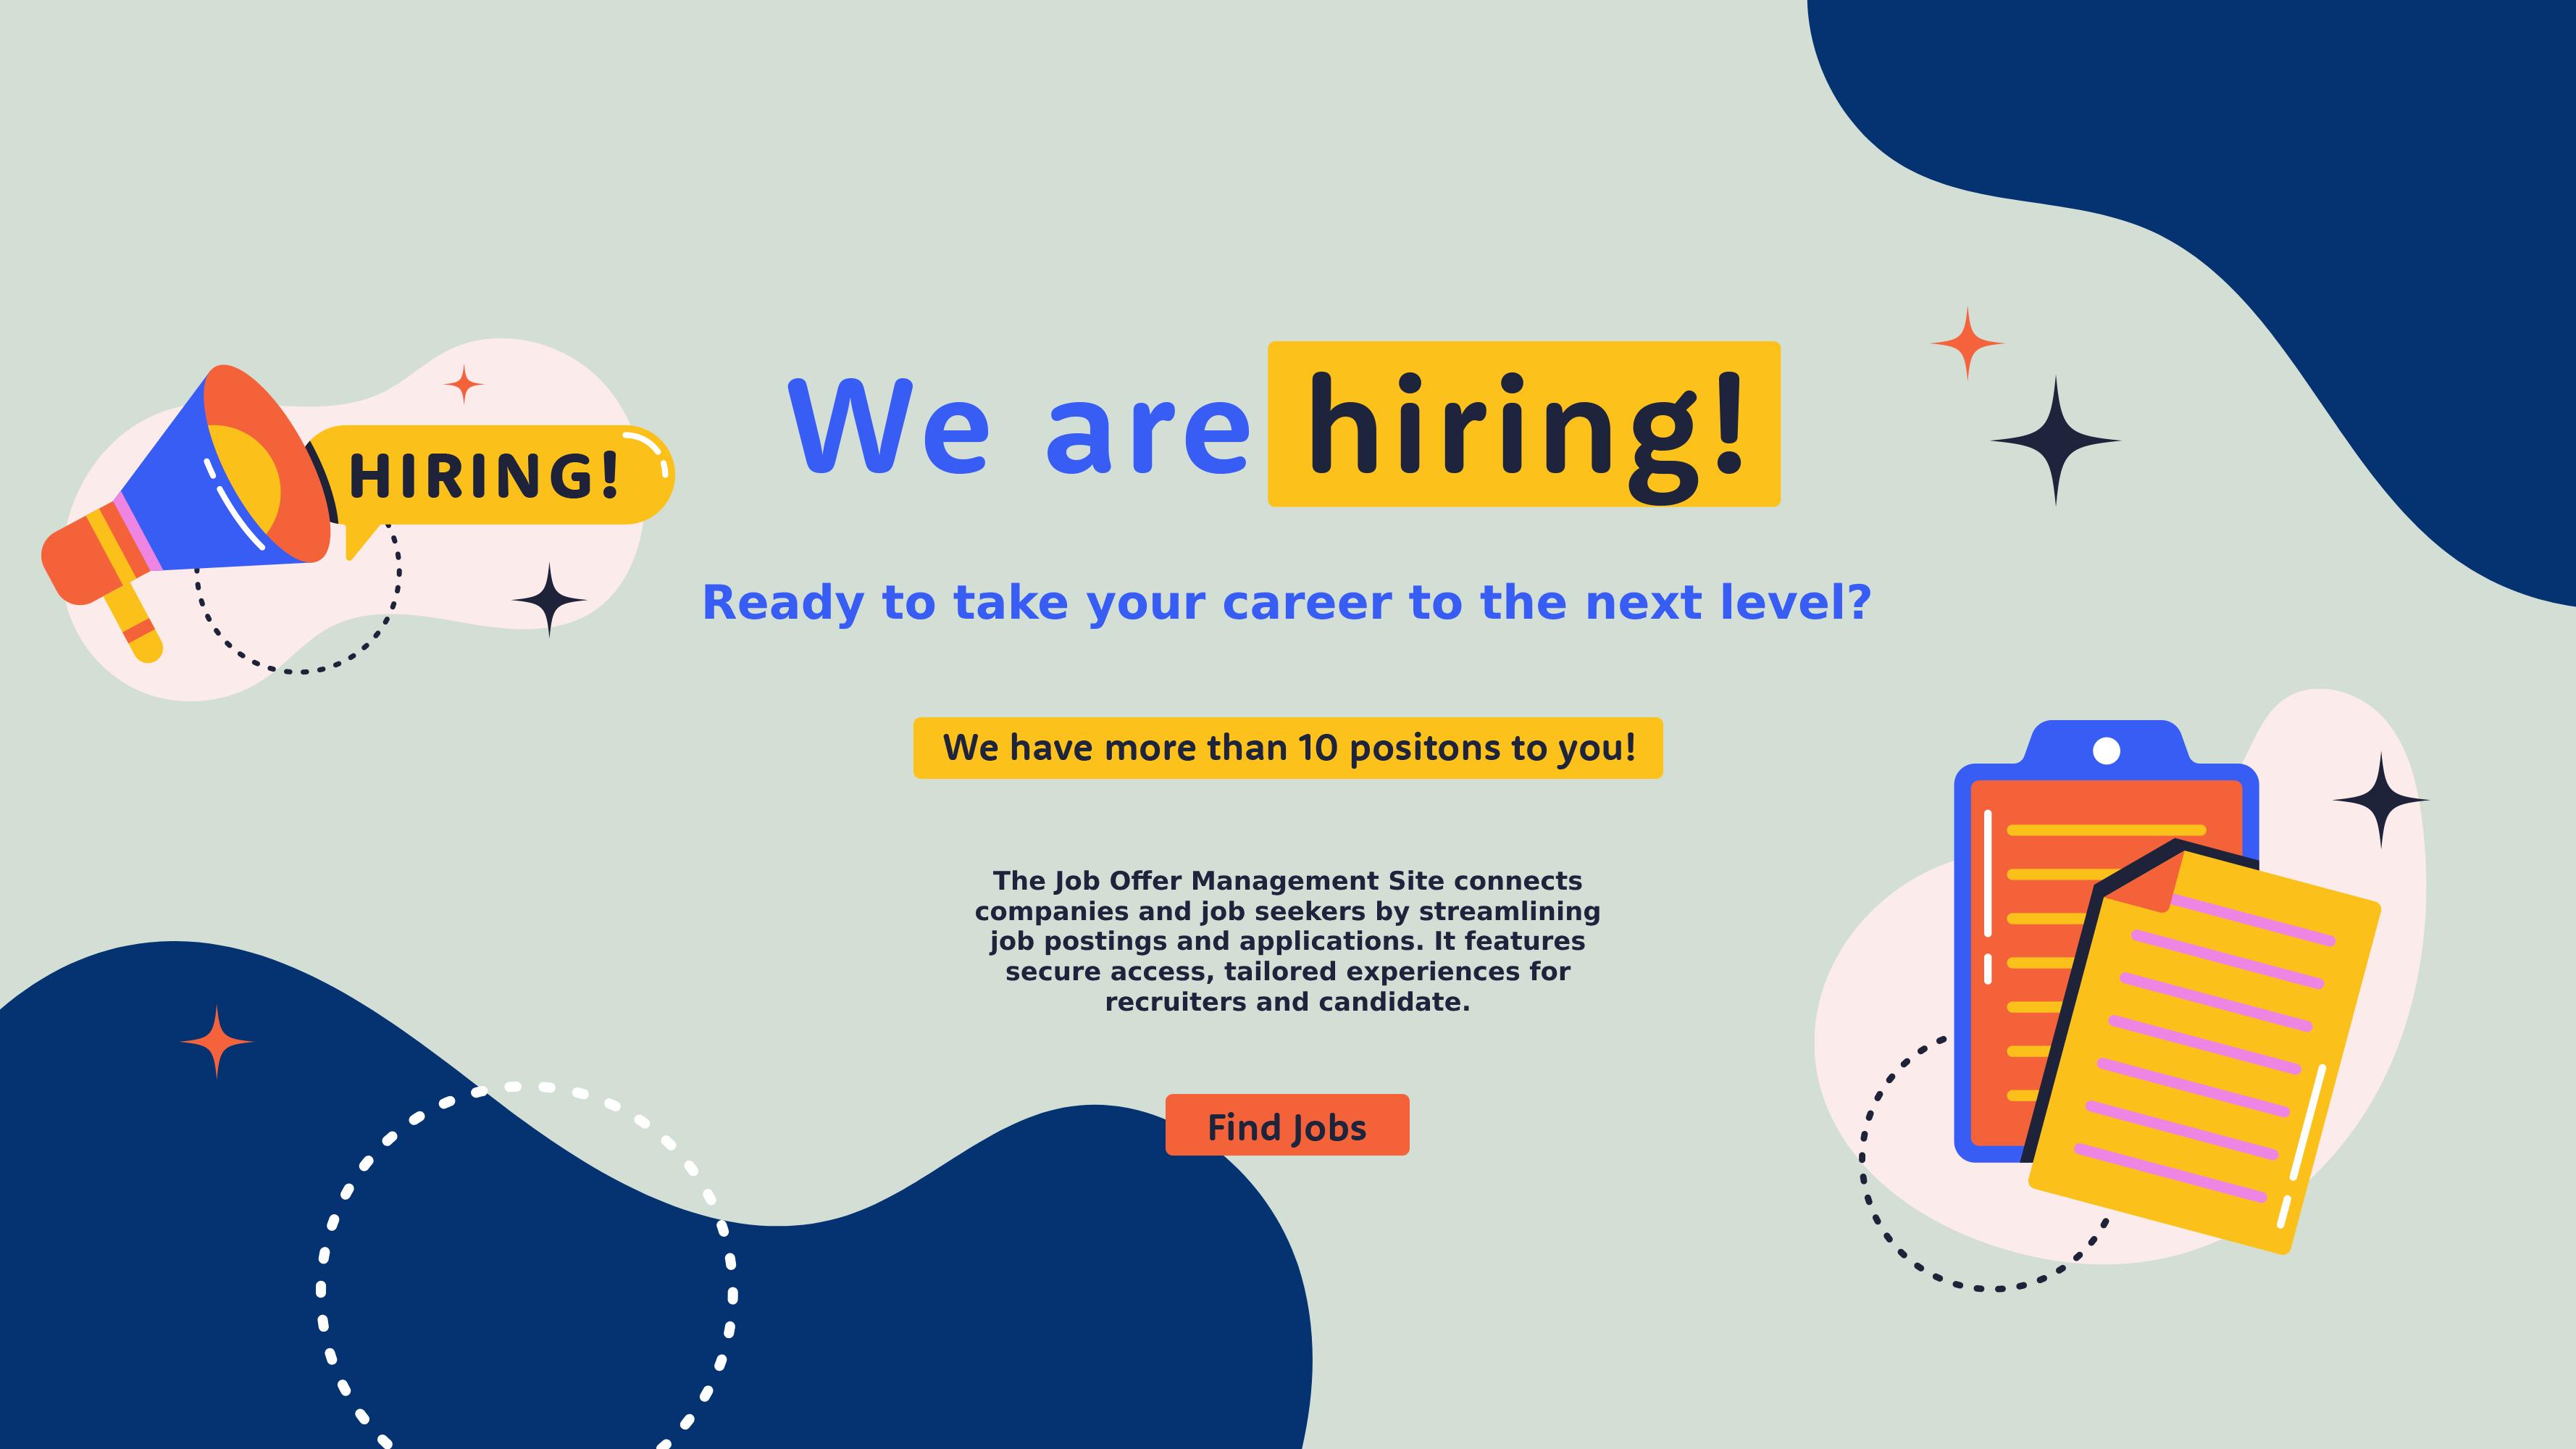 HIRING!
We are hiring!
Ready to take your career to the next level?
We have more than 10 positons to you!
The Job Offer Management Site connects
companies and job seekers by streamlining
job postings and applications. It features
secure access, tailored experiences for
recruiters and candidate.
Find Jobs